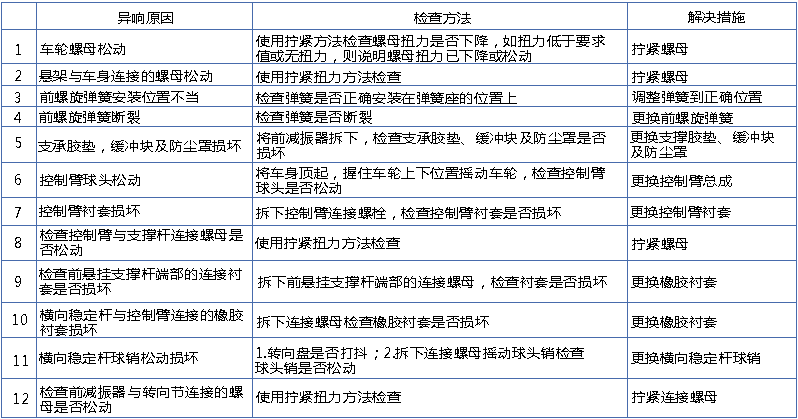 异响原因 检查方法 解决措施
1 车轮螺母松动 使用拧紧方法检查螺母扭力是否下降，如扭力低于要求
值或无扭力，则说明螺母扭力已下降或松动 拧紧螺母
2 悬架与车身连接的螺母松动 使用拧紧扭力方法检查 拧紧螺母
3 前螺旋弹簧安装位置不当 检查弹簧是否正确安装在弹簧座的位置上 调整弹簧到正确位置
4 前螺旋弹簧断裂 检查弹簧是否断裂 更换前螺旋弹簧
5 支承胶垫，缓冲块及防尘罩损坏 将前减振器拆下，检查支承胶垫、缓冲块及防尘罩是否
损坏 更换支撑胶垫、缓冲块
及防尘罩
6 控制臂球头松动 将车身顶起，握住车轮上下位置摇动车轮，检查控制臂
球头是否松动 更换控制臂总成
7 控制臂衬套损坏 拆下控制臂连接螺栓，检查控制臂衬套是否损坏 更换控制臂衬套
8 检查控制臂与支撑杆连接螺母是
否松动 使用拧紧扭力方法检查 拧紧螺母
9 检查前悬挂支撑杆端部的连接衬
套是否损坏 拆下前悬挂支撑杆端部的连接螺母，检查衬套是否损坏 更换橡胶衬套
10 横向稳定杆与控制臂连接的橡胶
衬套损坏 拆下连接螺母检查橡胶衬套是否损坏 更换橡胶衬套
11 横向稳定杆球销松动损坏 1.转向盘是否打抖；2.拆下连接螺母摇动球头销检查
球头销是否松动 更换横向稳定杆球销
12 检查前减振器与转向节连接的螺
母是否松动 使用拧紧扭力方法检查 拧紧连接螺母